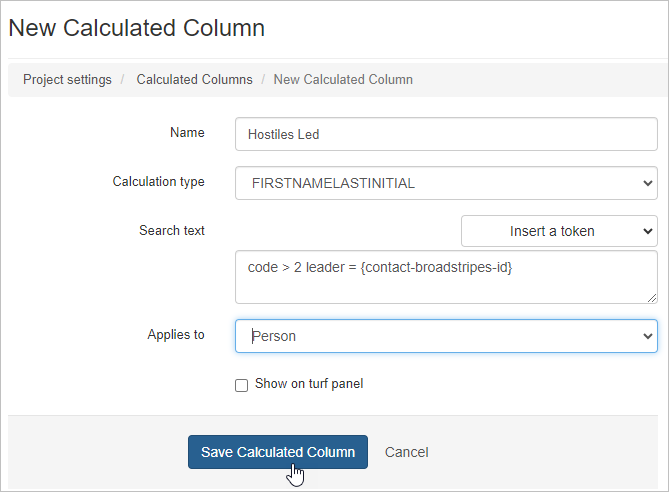 New Calculated Column
Project settings / Calculated Columns / New Calculated Column
Name
Hostiles Led
Calculation type
FIRSTNAMELASTINITIAL
Search text
Insert a token
code > 2 leader = {contact-broadstripes-id}
Applies to
Person
Show on turf panel
Save Calculated Column
Cancel